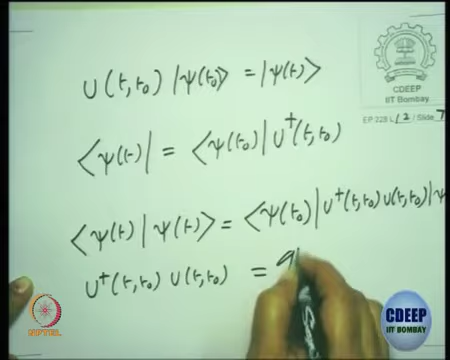 U(t,t₀) |ψ(t₀)⟩ = |ψ(t)⟩
CDEEP
IIT Bombay
EP 228 L 12 / Slide 7
⟨ψ(t)| = ⟨ψ(t₀)| U†(t,t₀)
⟨ψ(t)|ψ(t)⟩ = ⟨ψ(t₀)|U†(t,t₀) U(t,t₀)|ψ
U†(t,t₀) U(t,t₀) =
NPTEL
CDEEP
IIT Bombay